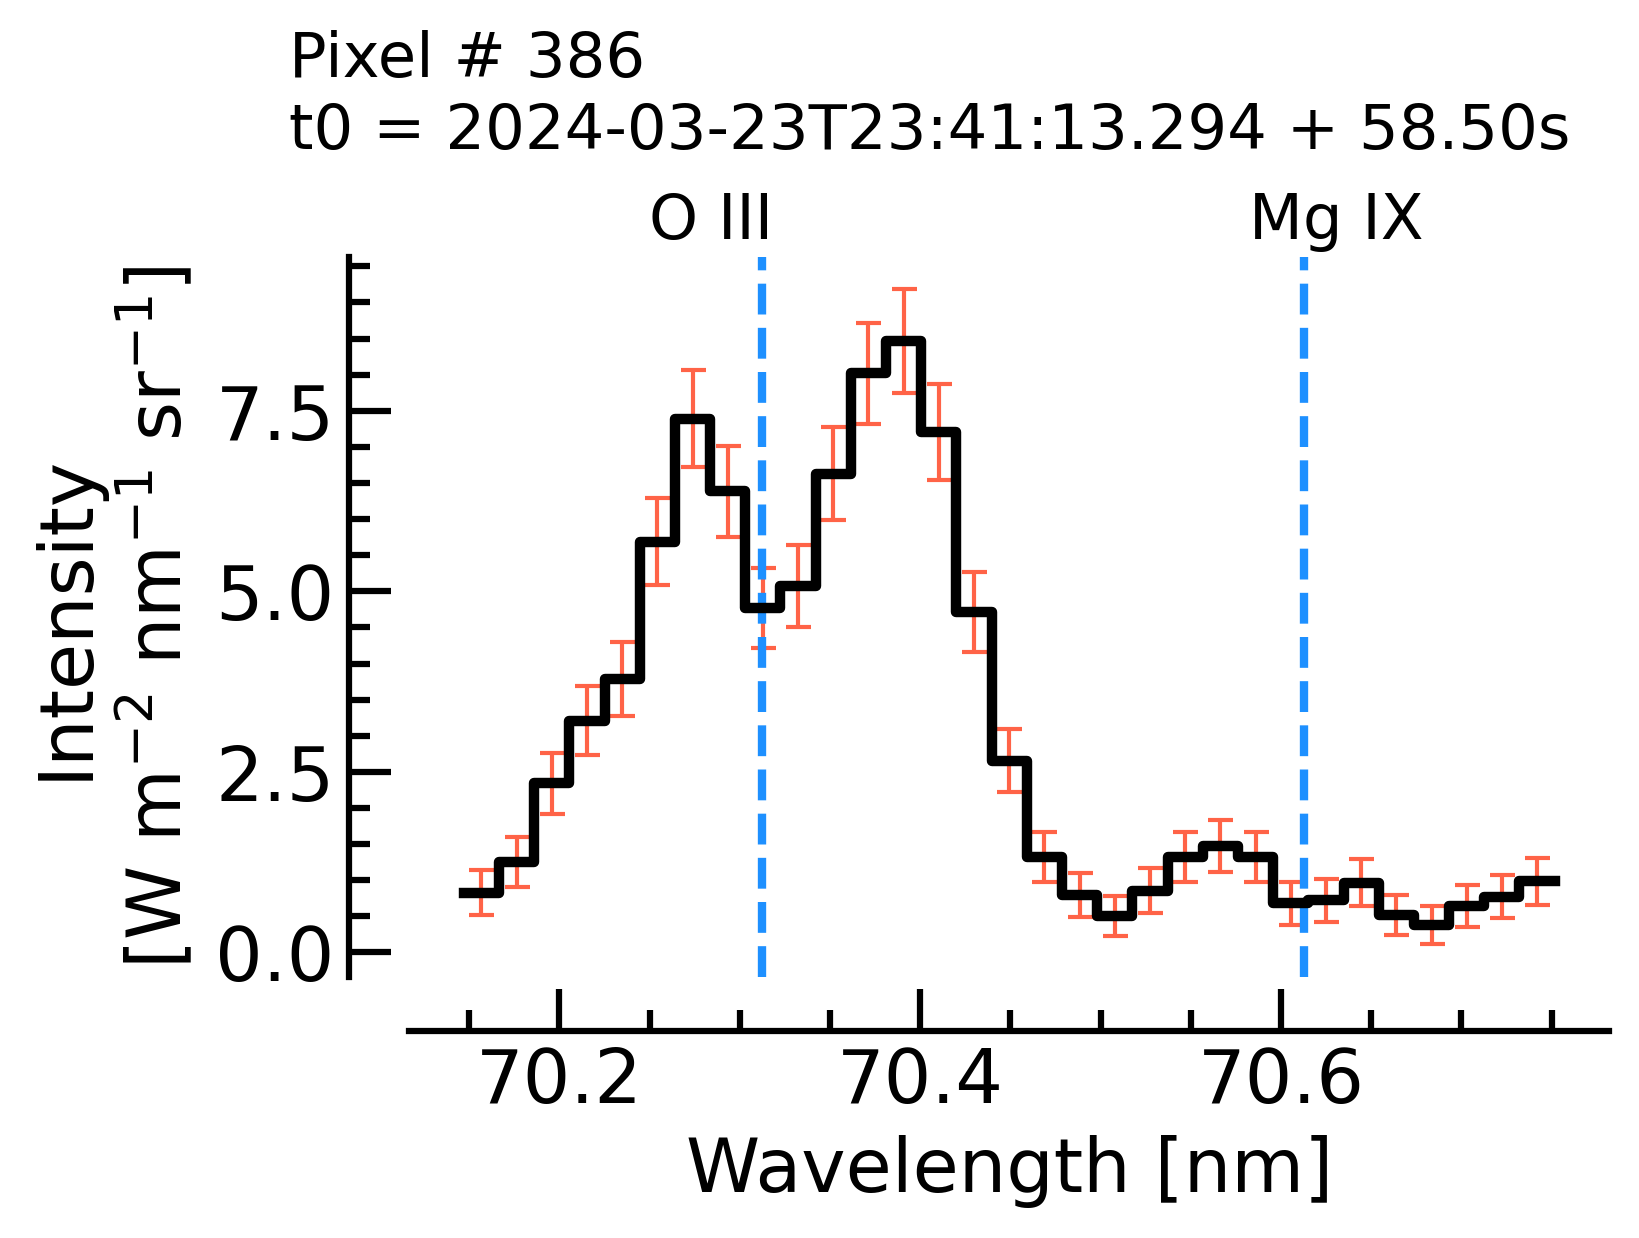 Pixel # 386
t0 = 2024-03-23T23:41:13.294 + 58.50s
O III
Mg IX
Intensity
[W m⁻² nm⁻¹ sr⁻¹]
7.5
5.0
2.5
0.0
70.2 70.4 70.6
Wavelength [nm]